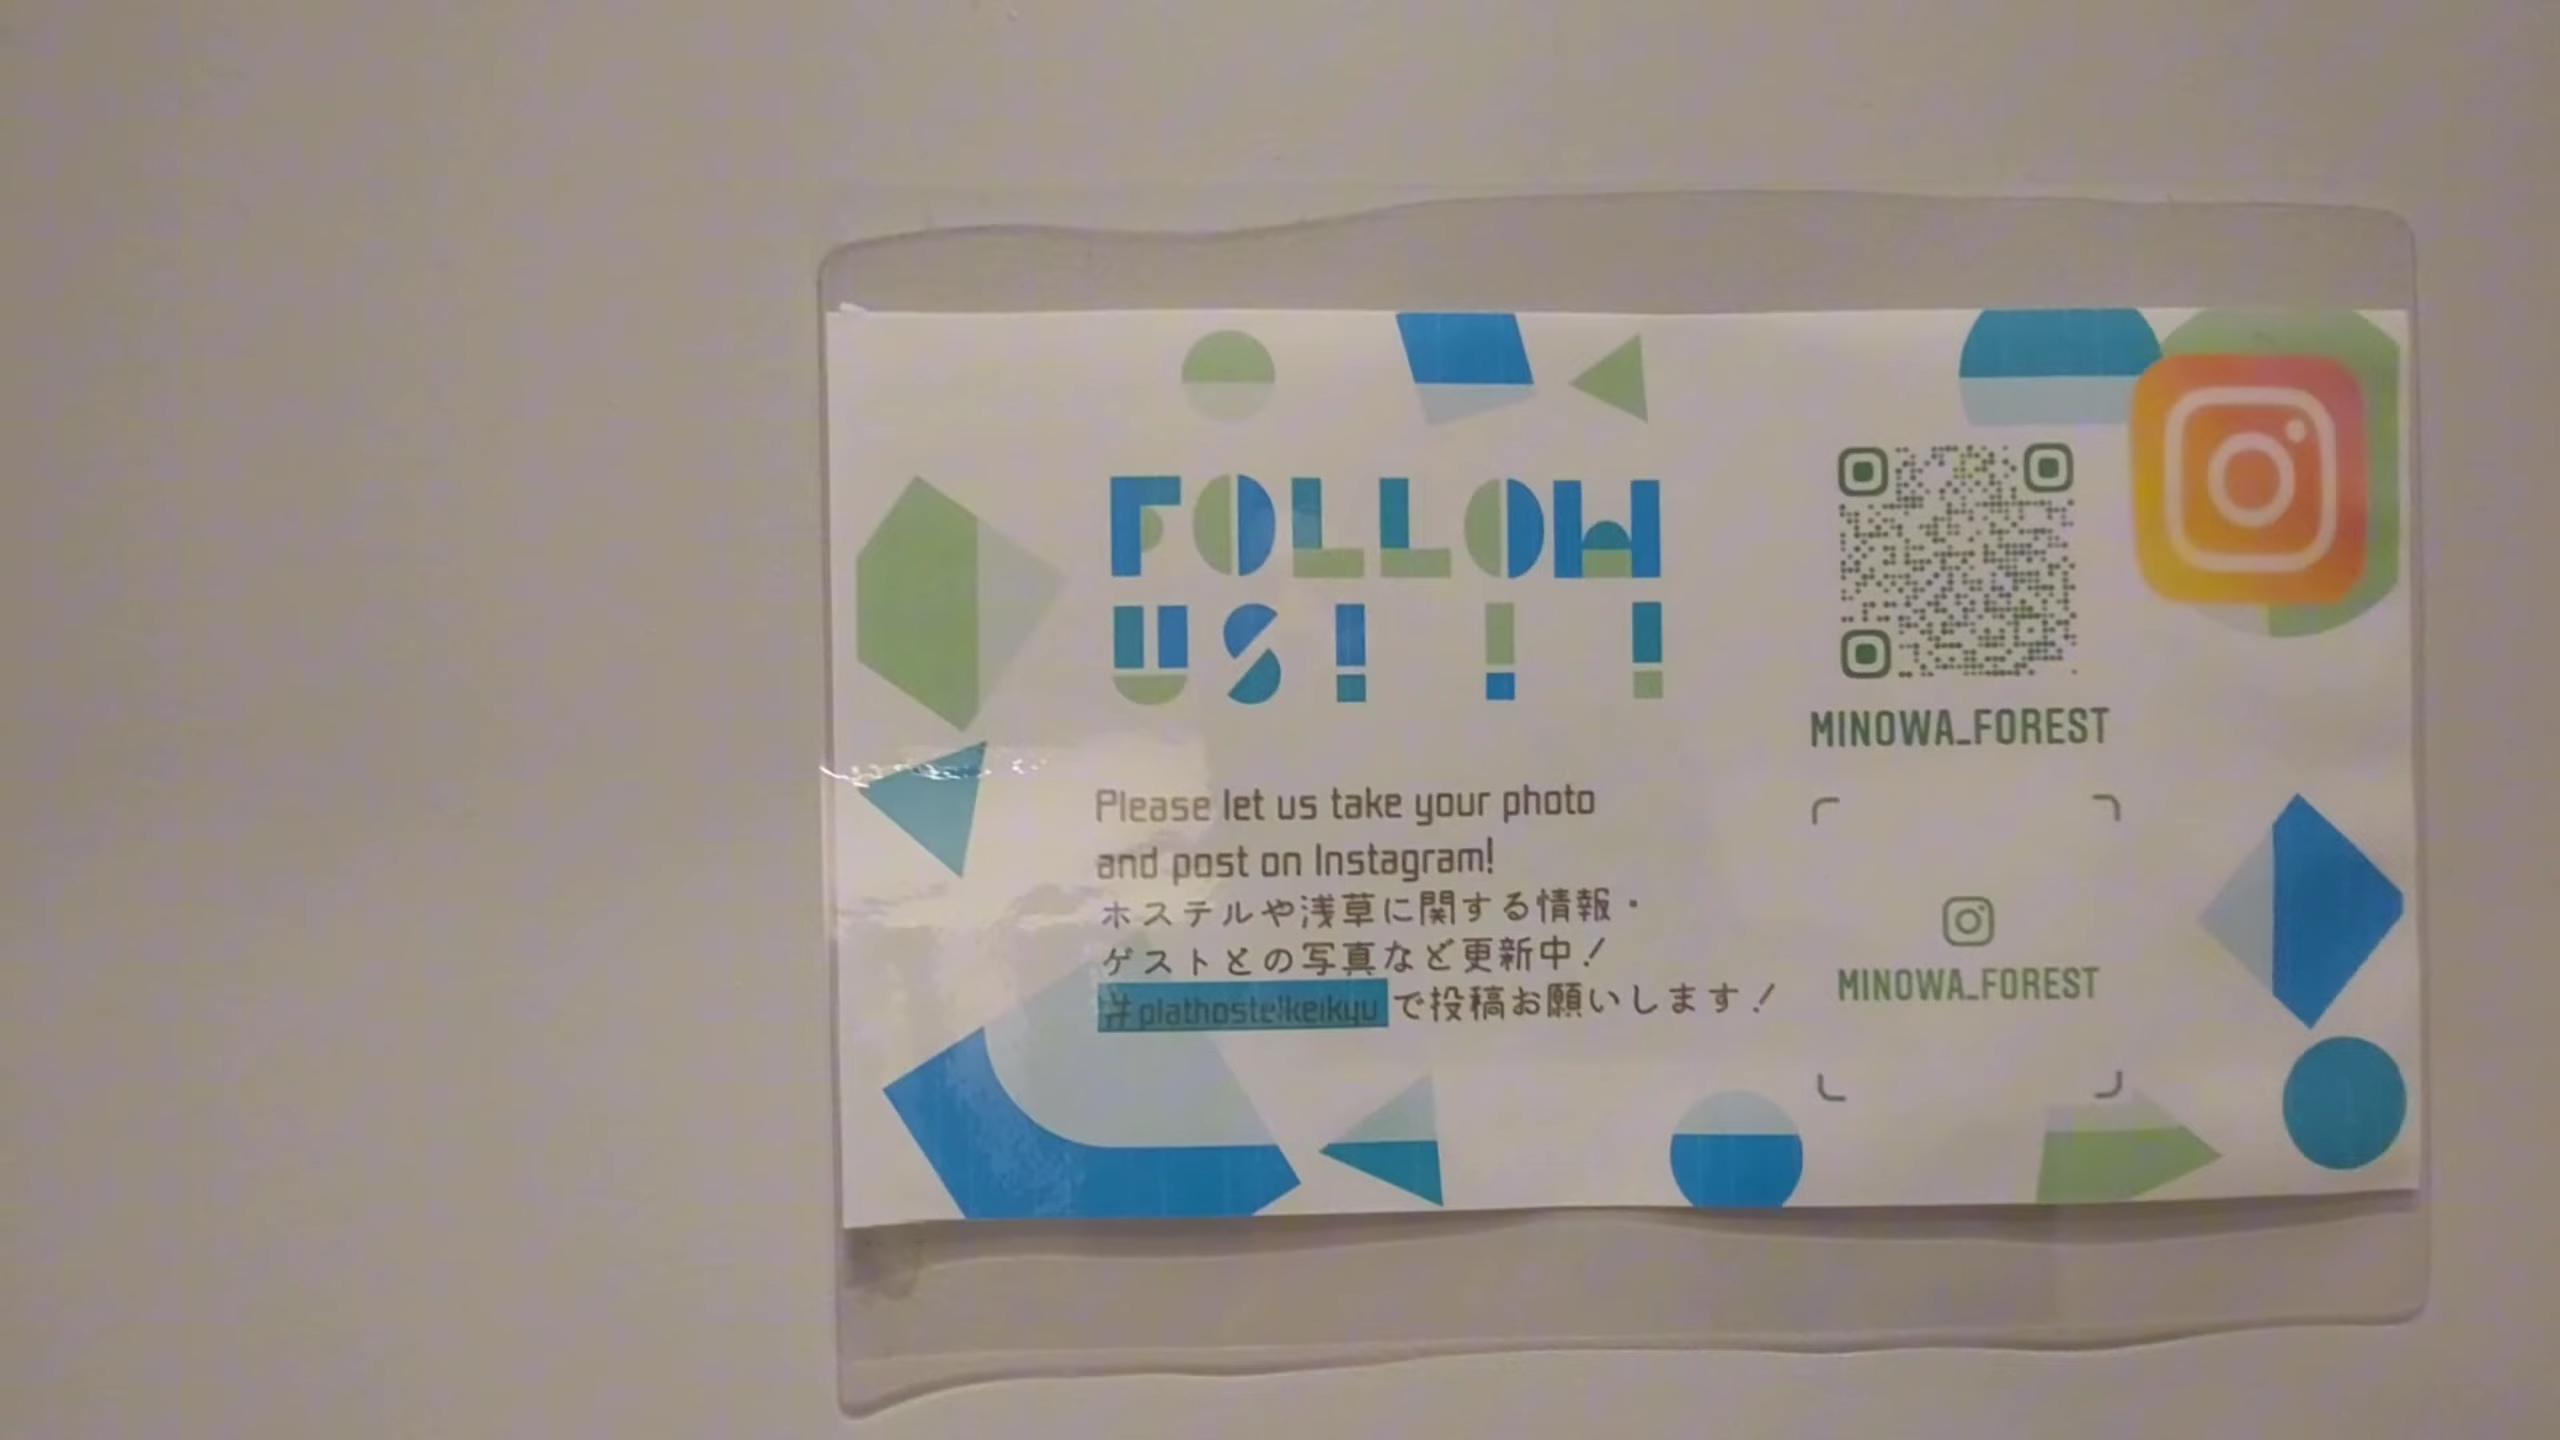 FOLLOW
US! ! !
Please let us take your photo
and post on Instagram!
ホステルや浅草に関する情報・
ゲストとの写真など更新中！
#plathostelkeikyu で投稿お願いします！
MINOWA_FOREST
MINOWA_FOREST